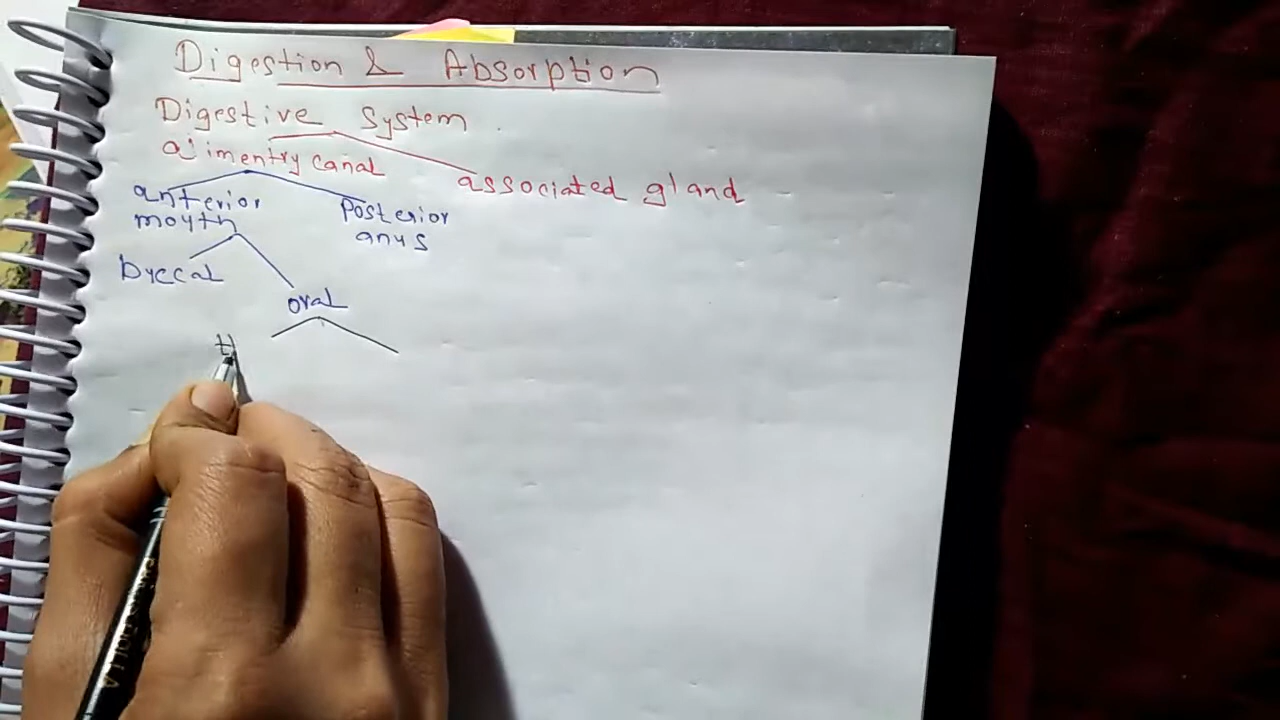 Digestion & Absorption
Digestive System
alimentry canal
associated gland
anterior
mouth
Posterior
anus
buccal
oral
t